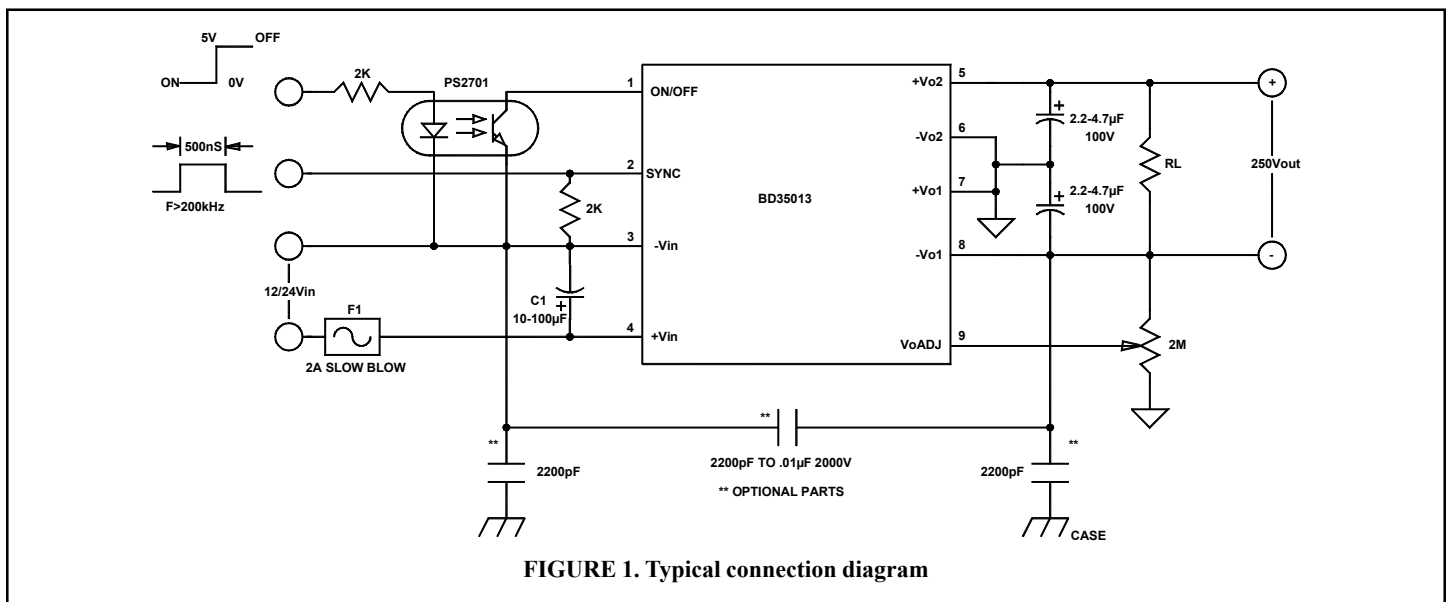 5V OFF
ON 0V
2K
PS2701
500nS
F>200kHz
12/24Vin
F1
2A SLOW BLOW
2K
C1
+
10-100µF
1
ON/OFF
2
SYNC
3
-Vin
4
+Vin
BD35013
5
+Vo2
6
-Vo2
7
+Vo1
8
-Vo1
9
VoADJ
+
2.2-4.7µF
100V
+
2.2-4.7µF
100V
RL
+
250Vout
-
2M
**
2200pF
**
2200pF TO .01µF 2000V
** OPTIONAL PARTS
**
2200pF
CASE
FIGURE 1. Typical connection diagram